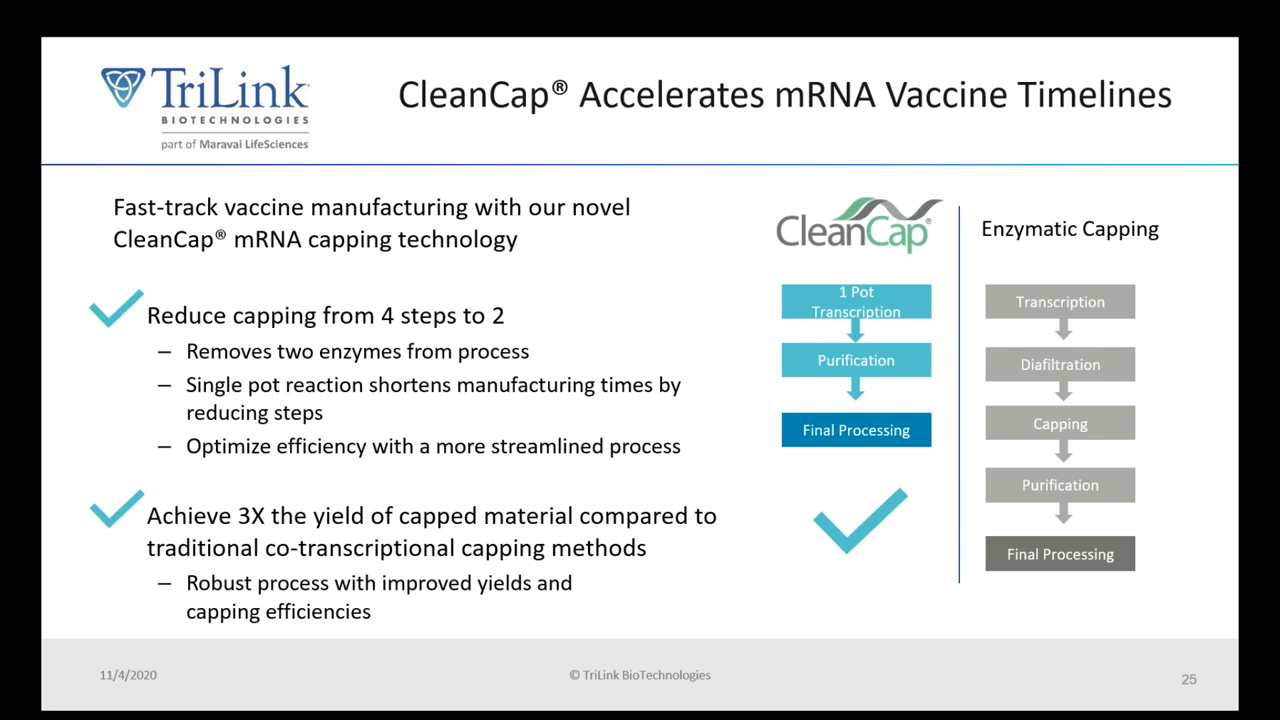 TriLink
BIOTECHNOLOGIES
part of Maravai LifeSciences
CleanCap® Accelerates mRNA Vaccine Timelines
Fast-track vaccine manufacturing with our novel
CleanCap® mRNA capping technology
Reduce capping from 4 steps to 2
– Removes two enzymes from process
– Single pot reaction shortens manufacturing times by
reducing steps
– Optimize efficiency with a more streamlined process
Achieve 3X the yield of capped material compared to
traditional co-transcriptional capping methods
– Robust process with improved yields and
capping efficiencies
CleanCap®
1 Pot
Transcription
Purification
Final Processing
Enzymatic Capping
Transcription
Diafiltration
Capping
Purification
Final Processing
11/4/2020
© TriLink BioTechnologies
25